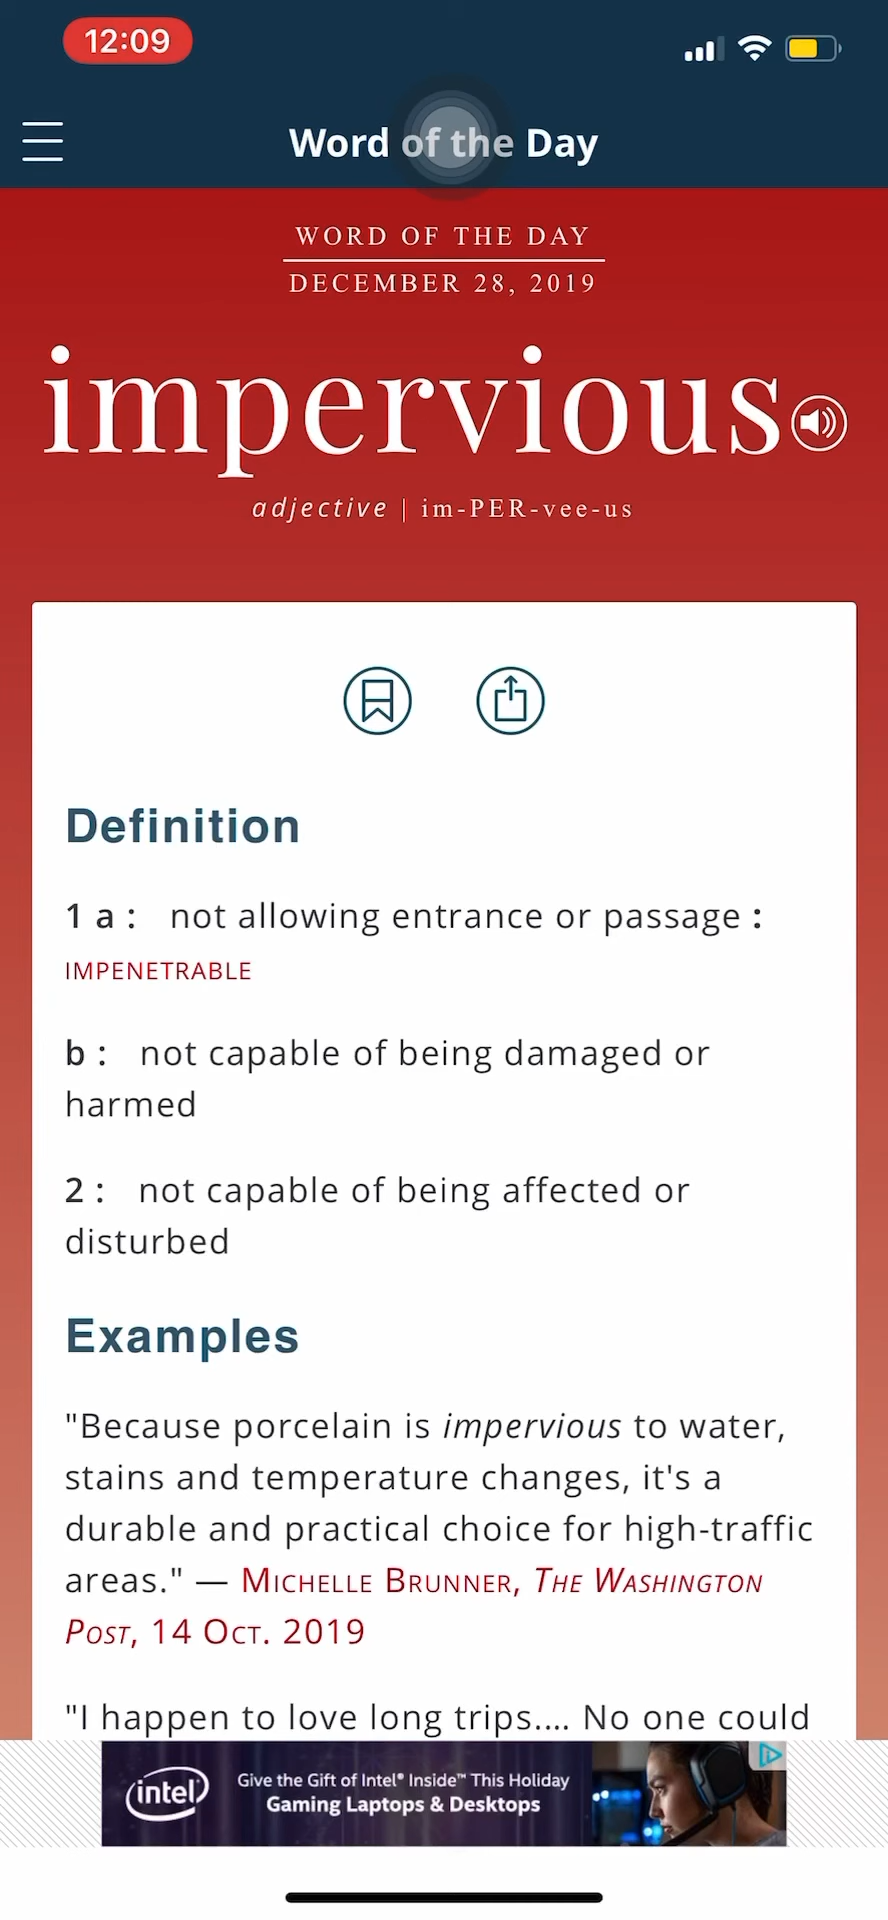 12:09
Word of the Day
WORD OF THE DAY
DECEMBER 28, 2019
impervious
adjective | im-PER-vee-us
Definition
1 a : not allowing entrance or passage :
IMPENETRABLE
b : not capable of being damaged or
harmed
2 : not capable of being affected or
disturbed
Examples
"Because porcelain is impervious to water,
stains and temperature changes, it's a
durable and practical choice for high-traffic
areas." — MICHELLE BRUNNER, THE WASHINGTON
POST, 14 OCT. 2019
"I happen to love long trips.... No one could
intel
Give the Gift of Intel® Inside™ This Holiday
Gaming Laptops & Desktops